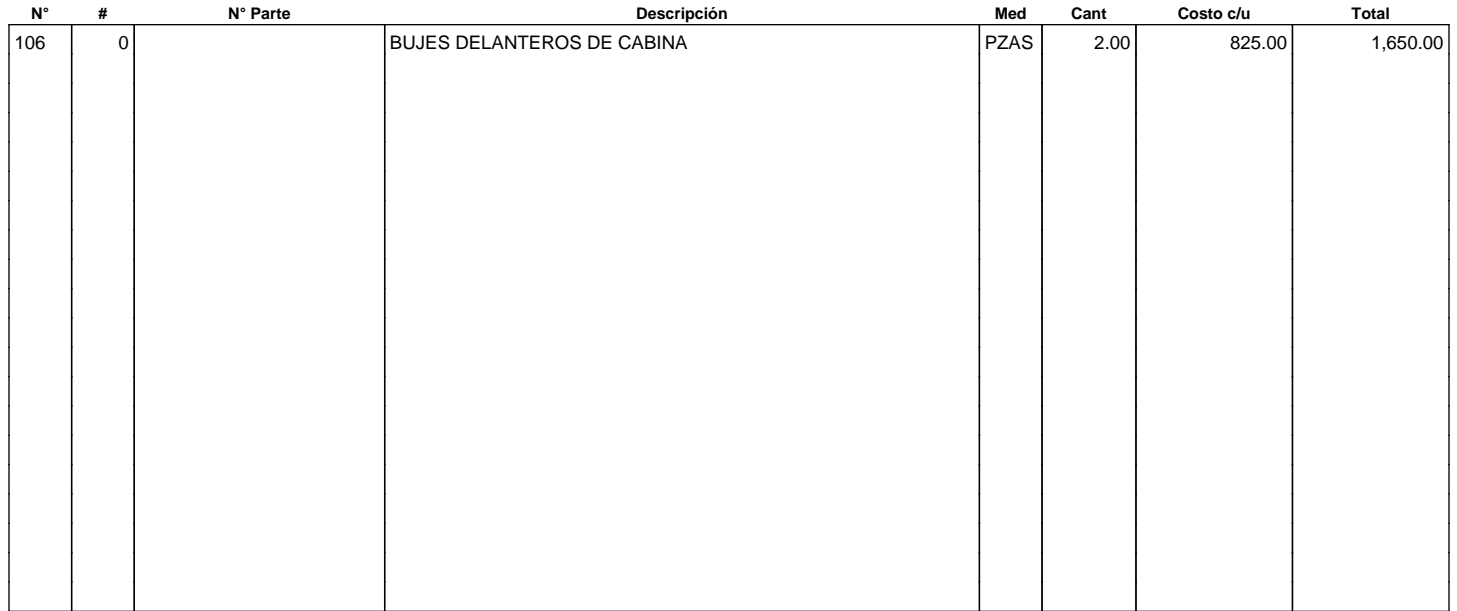 N° # N° Parte Descripción Med Cant Costo c/u Total
106 0 BUJES DELANTEROS DE CABINA PZAS 2.00 825.00 1,650.00